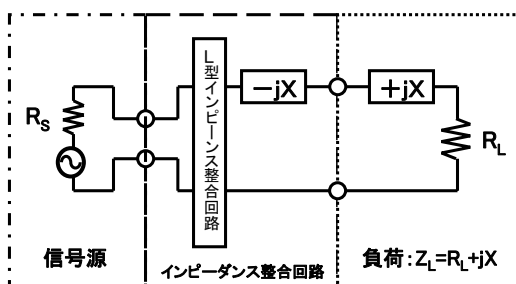 L型インピーンス整合回路
−jX
+jX
RS
RL
信号源
インピーダンス整合回路
負荷：ZL=RL+jX